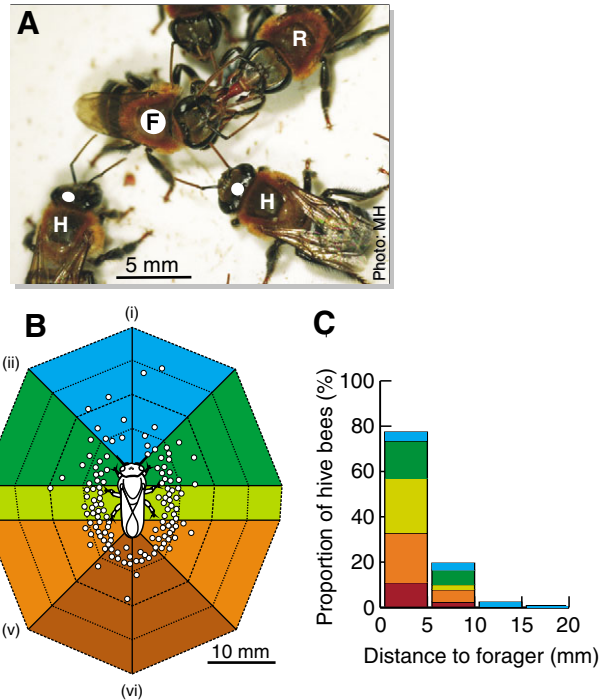 A
R
F
H
H
5 mm
Photo: MH
B
(i)
(ii)
(v)
(vi)
10 mm
C
Proportion of hive bees (%)
100
80
60
40
20
0
0 5 10 15 20
Distance to forager (mm)